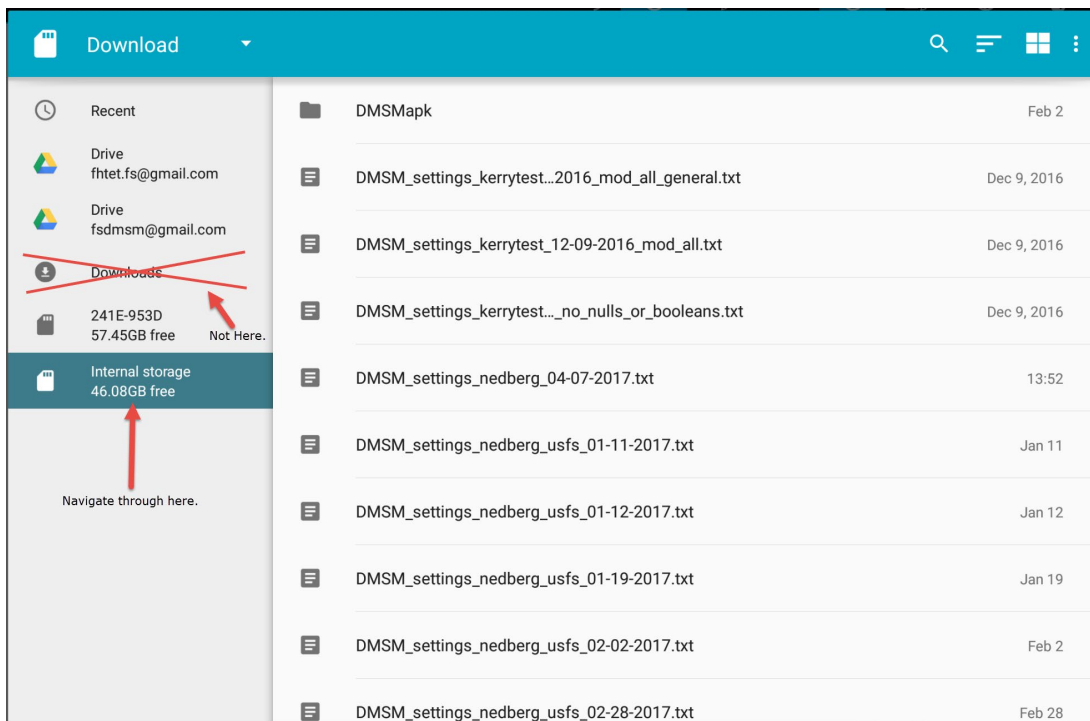 Download
Recent
Drive
fhtet.fs@gmail.com
Drive
fsdmsm@gmail.com
Downloads
241E-953D
57.45GB free
Not Here.
Internal storage
46.08GB free
Navigate through here.
DMSMapk Feb 2
DMSM_settings_kerrytest...2016_mod_all_general.txt Dec 9, 2016
DMSM_settings_kerrytest_12-09-2016_mod_all.txt Dec 9, 2016
DMSM_settings_kerrytest..._no_nulls_or_booleans.txt Dec 9, 2016
DMSM_settings_nedberg_04-07-2017.txt 13:52
DMSM_settings_nedberg_usfs_01-11-2017.txt Jan 11
DMSM_settings_nedberg_usfs_01-12-2017.txt Jan 12
DMSM_settings_nedberg_usfs_01-19-2017.txt Jan 19
DMSM_settings_nedberg_usfs_02-02-2017.txt Feb 2
DMSM_settings_nedberg_usfs_02-28-2017.txt Feb 28